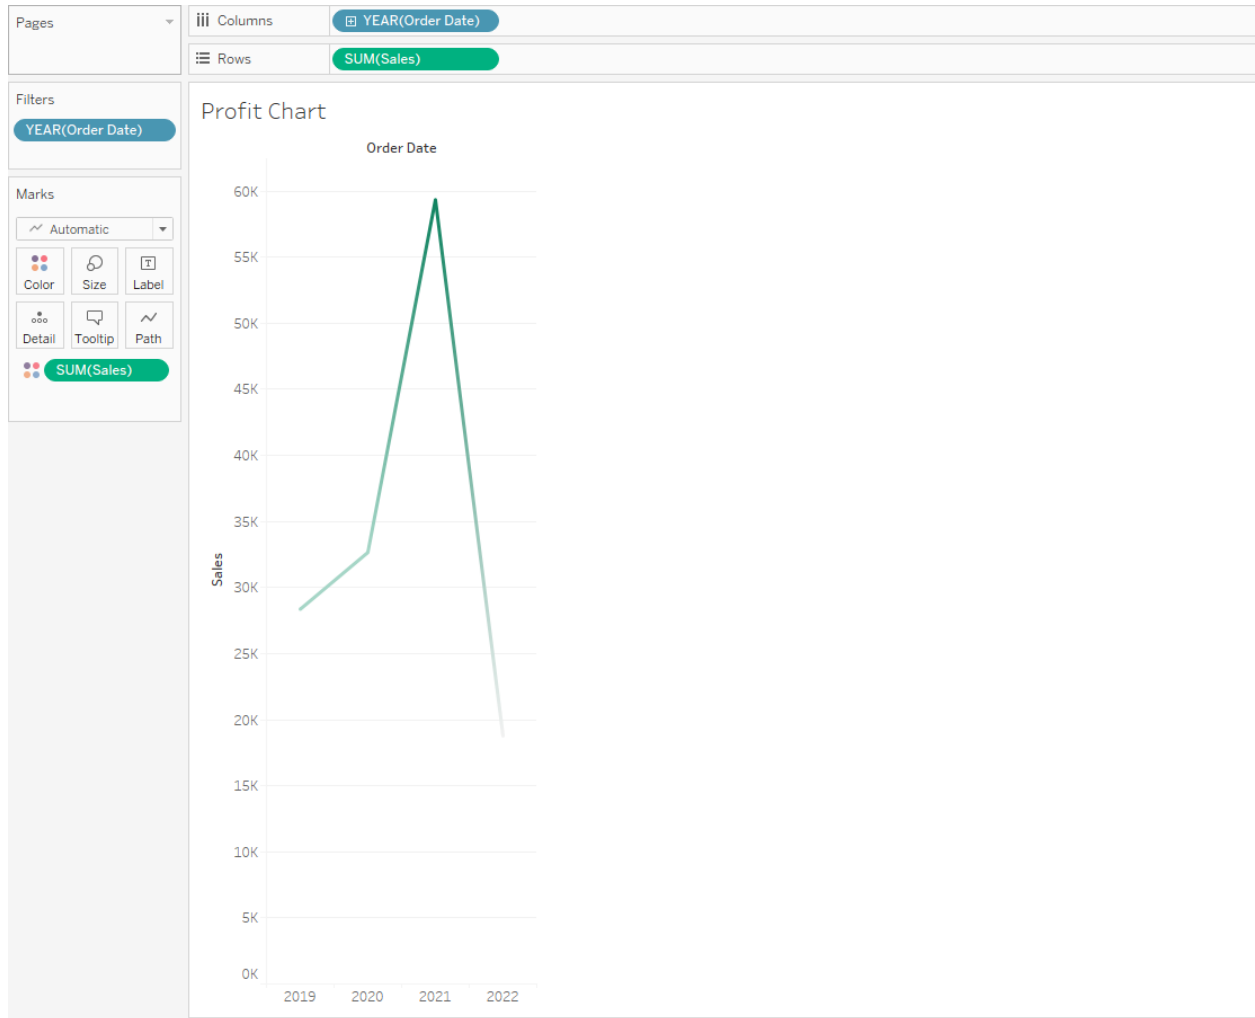 Pages
Columns
YEAR(Order Date)
Rows
SUM(Sales)
Filters
YEAR(Order Date)
Marks
Automatic
Color
Size
Label
Detail
Tooltip
Path
SUM(Sales)
Profit Chart
Order Date
60K
55K
50K
45K
40K
35K
30K
25K
20K
15K
10K
5K
0K
Sales
2019 2020 2021 2022